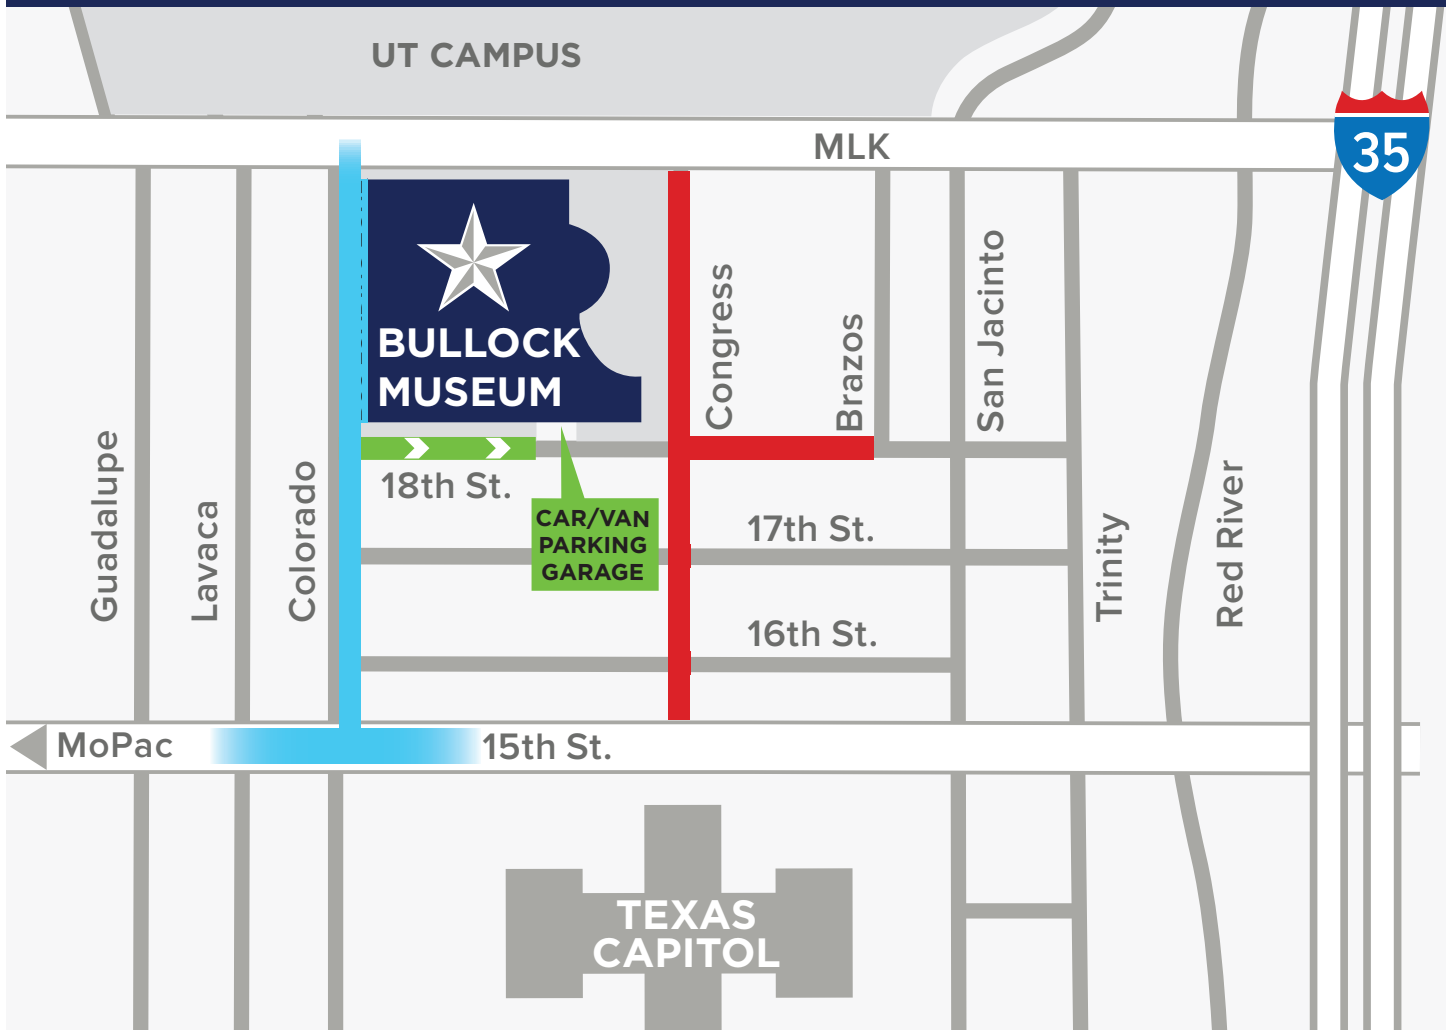 UT CAMPUS
MLK
35
BULLOCK
MUSEUM
Congress
Brazos
San Jacinto
Guadalupe
Lavaca
Colorado
18th St.
CAR/VAN
PARKING
GARAGE
17th St.
16th St.
Trinity
Red River
MoPac
15th St.
TEXAS
CAPITOL